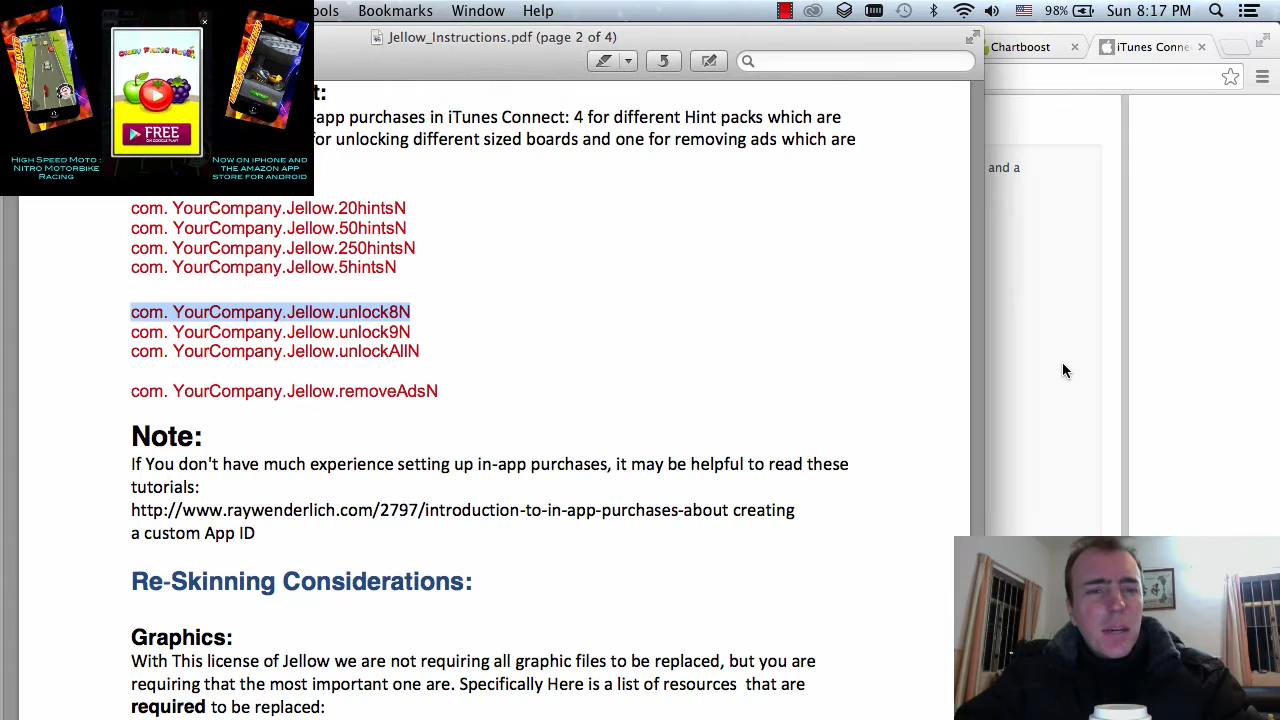 ools Bookmarks Window Help 98% Sun 8:17 PM
Jellow_Instructions.pdf (page 2 of 4)
Chartboost
iTunes Conne
FREE
ON GOOGLE PLAY!
High Speed Moto :
Nitro Motorbike
Racing
Now on iPhone and
the Amazon App
Store for Android
t:
-app purchases in iTunes Connect: 4 for different Hint packs which are
for unlocking different sized boards and one for removing ads which are
and a
com. YourCompany.Jellow.20hintsN
com. YourCompany.Jellow.50hintsN
com. YourCompany.Jellow.250hintsN
com. YourCompany.Jellow.5hintsN
com. YourCompany.Jellow.unlock8N
com. YourCompany.Jellow.unlock9N
com. YourCompany.Jellow.unlockAllN
com. YourCompany.Jellow.removeAdsN
Note:
If You don't have much experience setting up in-app purchases, it may be helpful to read these
tutorials:
http://www.raywenderlich.com/2797/introduction-to-in-app-purchases-about creating
a custom App ID
Re-Skinning Considerations:
Graphics:
With This license of Jellow we are not requiring all graphic files to be replaced, but you are
requiring that the most important one are. Specifically Here is a list of resources that are
required to be replaced: